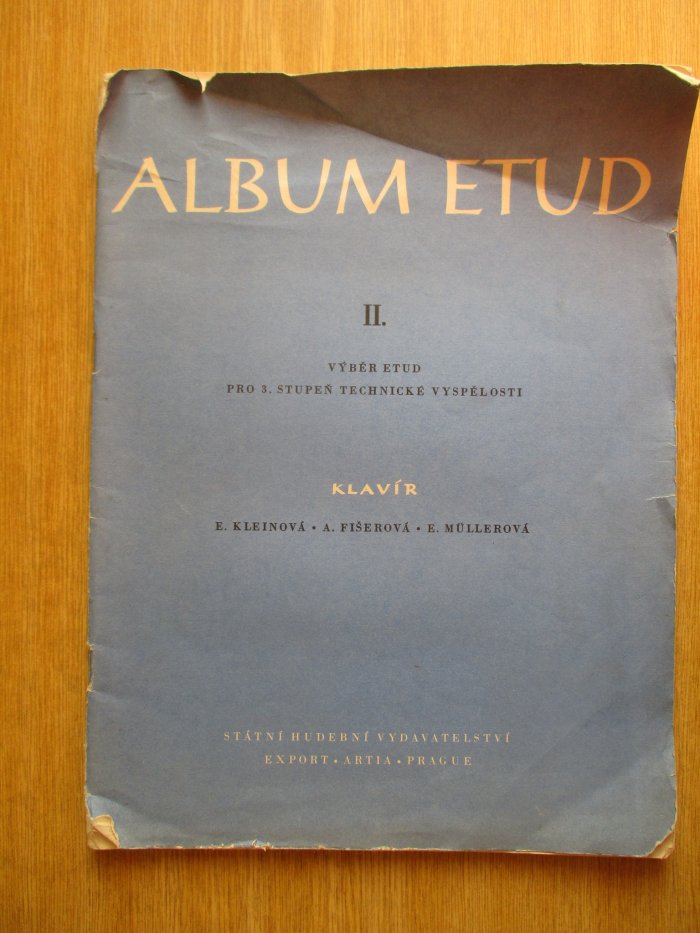 ALBUM ETUD
II.
VÝBĚR ETUD
PRO 3. STUPEŇ TECHNICKÉ VYSPĚLOSTI
KLAVÍR
E. KLEINOVÁ • A. FIŠEROVÁ • E. MÜLLEROVÁ
STÁTNÍ HUDEBNÍ VYDAVATELSTVÍ
EXPORT • ARTIA • PRAGUE